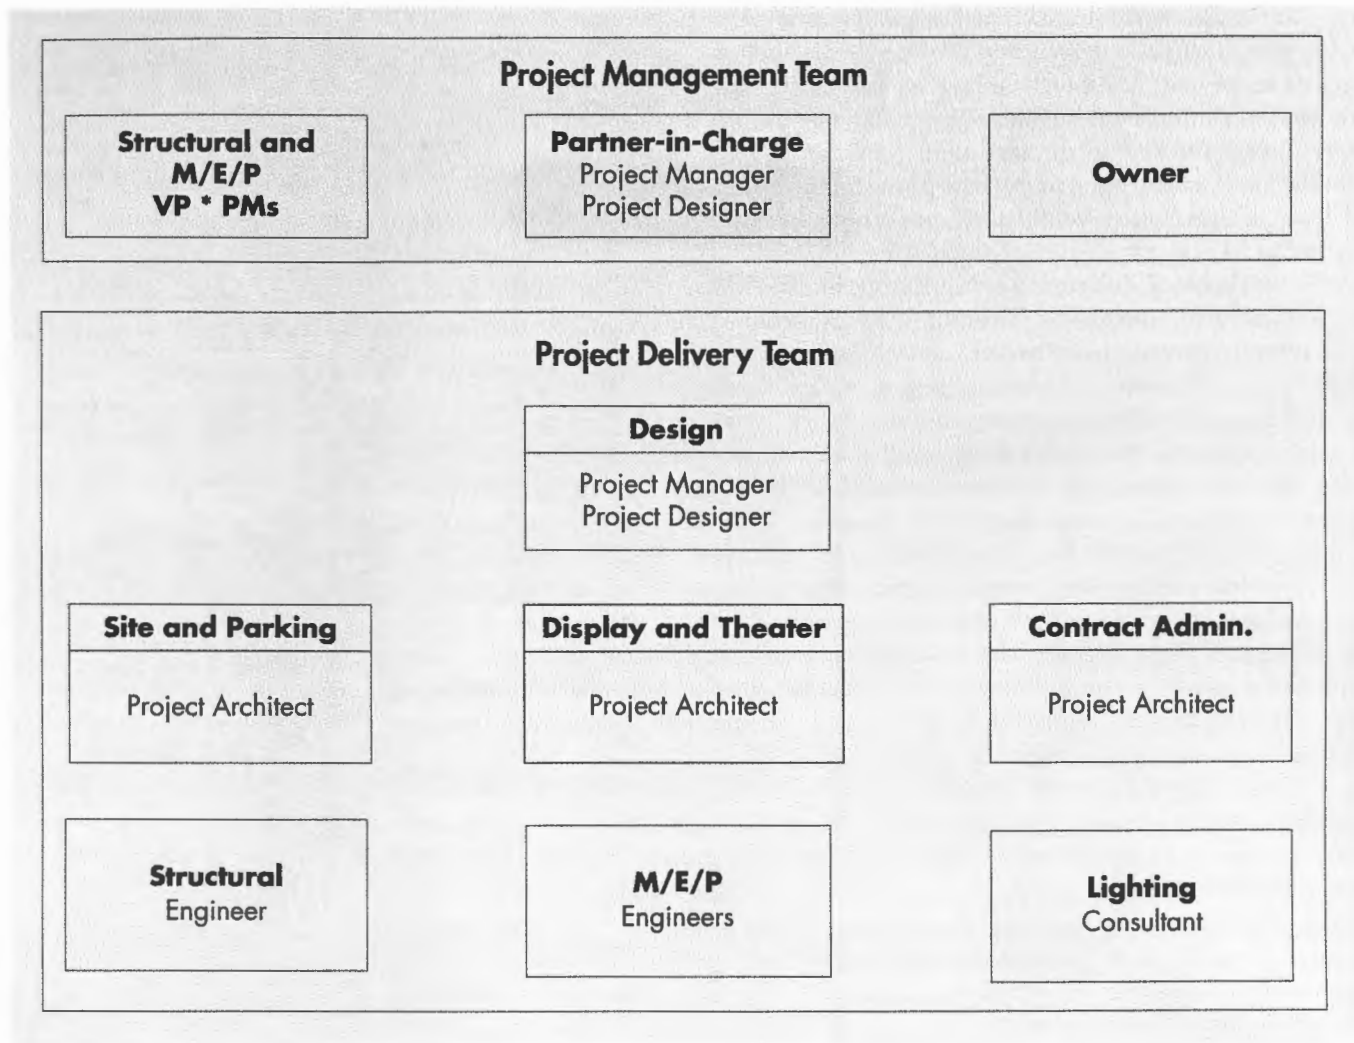 Project Management Team
Structural and
M/E/P
VP * PMs
Partner-in-Charge
Project Manager
Project Designer
Owner
Project Delivery Team
Design
Project Manager
Project Designer
Site and Parking
Project Architect
Display and Theater
Project Architect
Contract Admin.
Project Architect
Structural
Engineer
M/E/P
Engineers
Lighting
Consultant